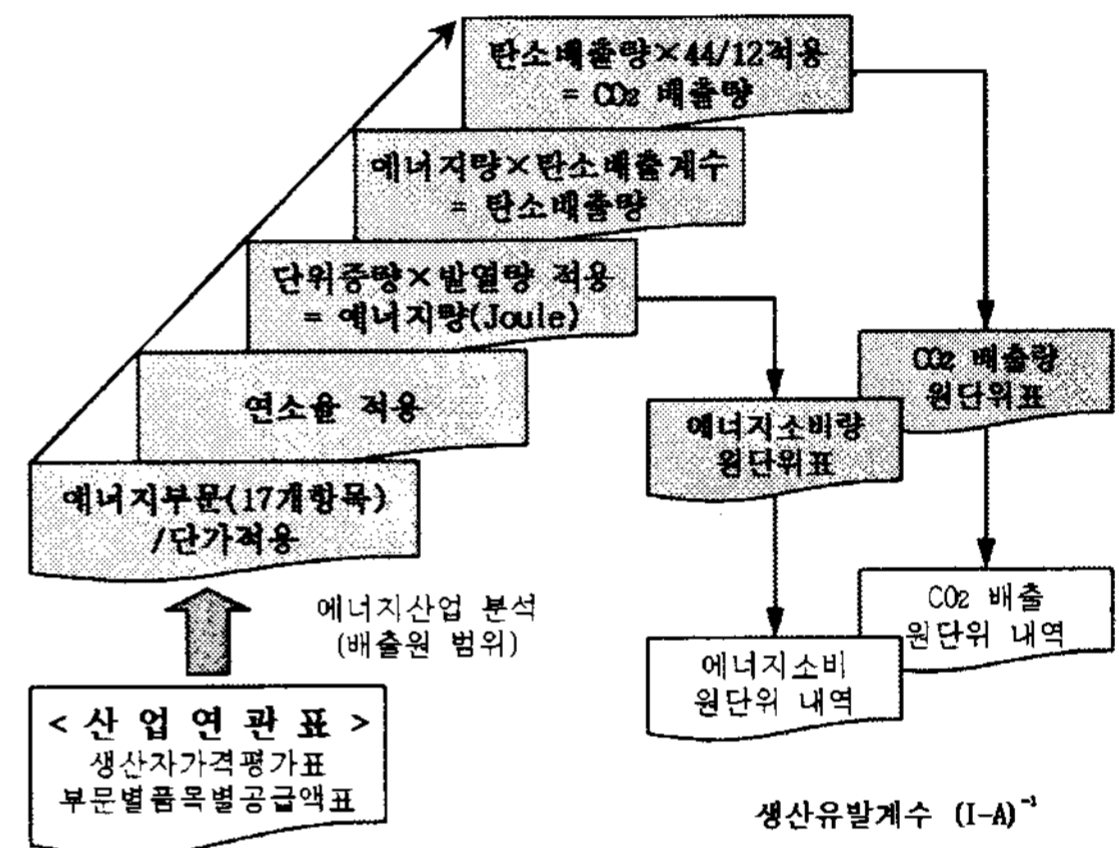 탄소배출량×44/12적용
= CO₂ 배출량
에너지량×탄소배출계수
= 탄소배출량
단위중량×발열량 적용
= 에너지량(Joule)
연소율 적용
에너지부문(17개항목)
/단가적용
에너지산업 분석
(배출원 범위)
< 산 업 연 관 표 >
생산자가격평가표
부문별품목별공급액표
CO₂ 배출량
원단위표
에너지소비량
원단위표
CO₂ 배출
원단위 내역
에너지소비
원단위 내역
생산유발계수 (I-A)⁻¹